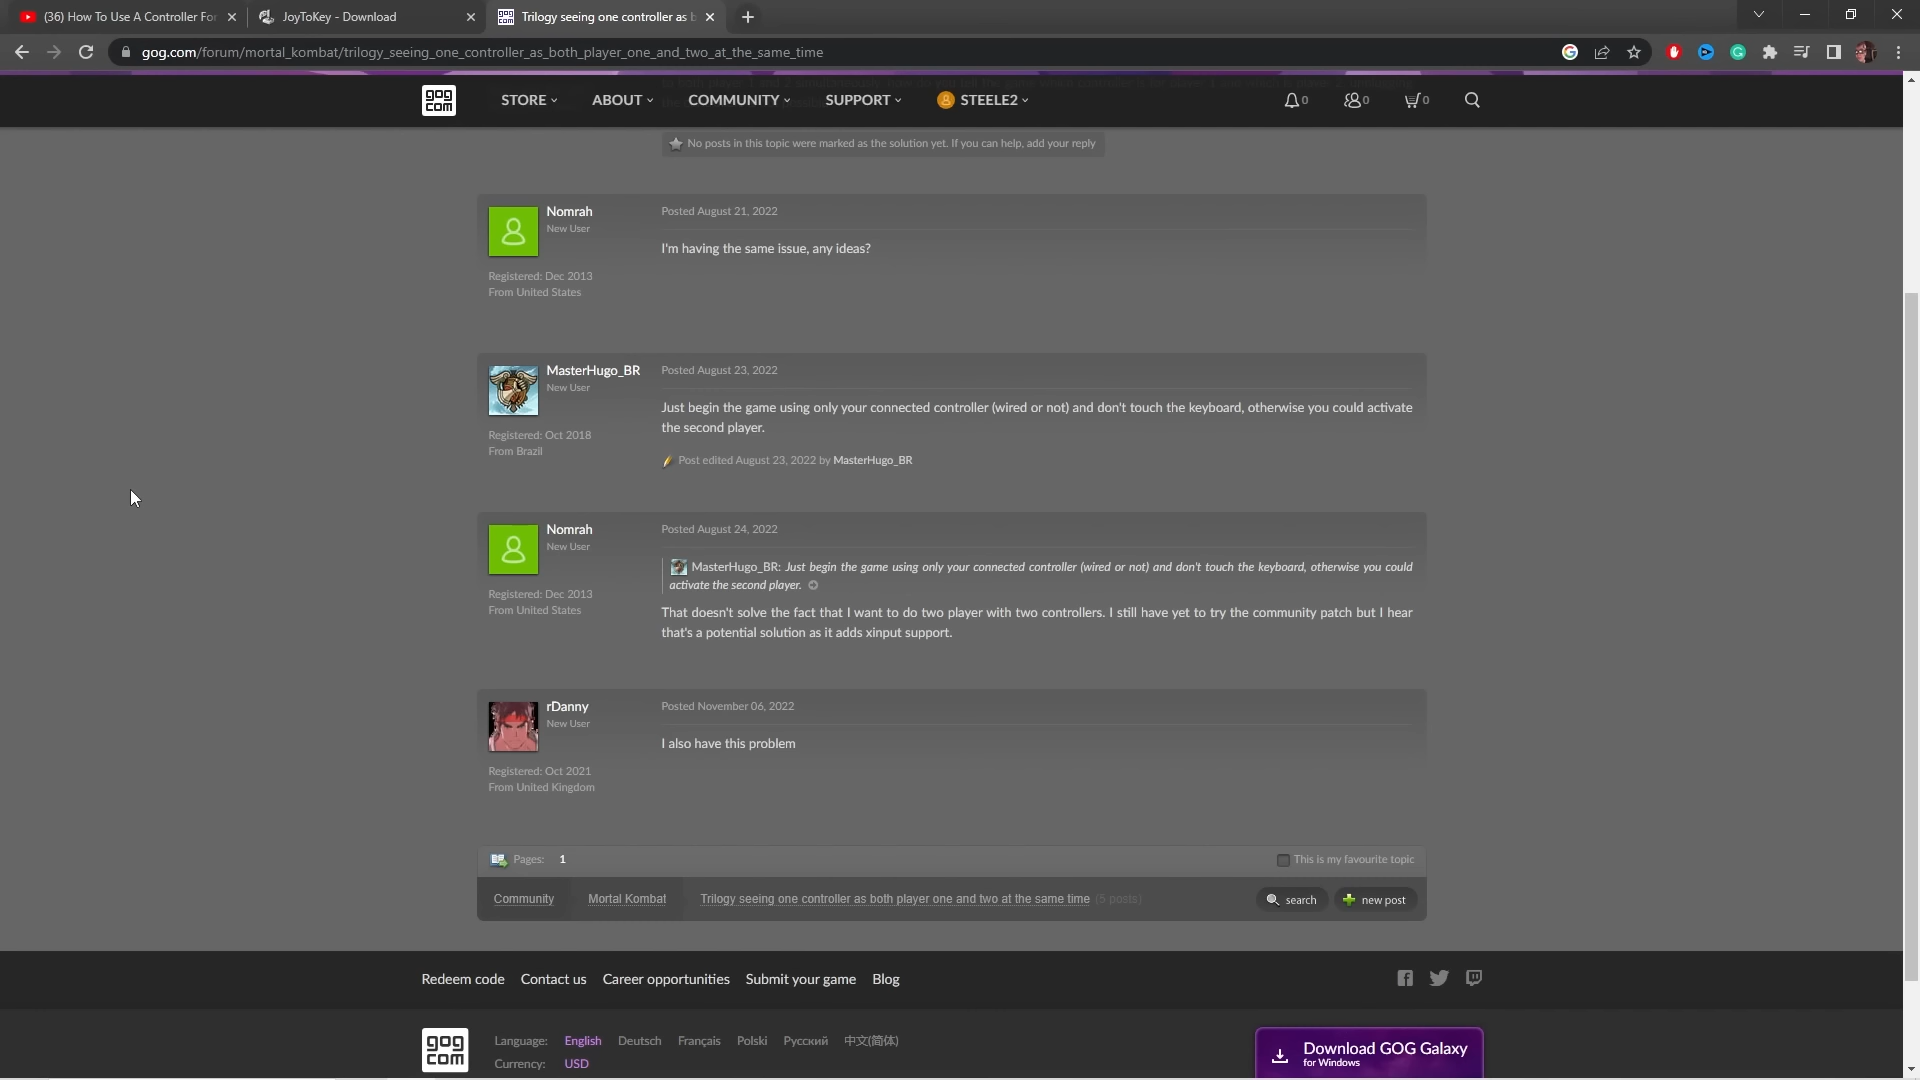 (36) How To Use A Controller For
JoyToKey - Download
Trilogy seeing one controller as b
gog.com/forum/mortal_kombat/trilogy_seeing_one_controller_as_both_player_one_and_two_at_the_same_time
gog
com
STORE
ABOUT
COMMUNITY
SUPPORT
STEELE2
0
0
0
No posts in this topic were marked as the solution yet. If you can help, add your reply
Nomrah
New User
Registered: Dec 2013
From United States
Posted August 21, 2022
I'm having the same issue, any ideas?
MasterHugo_BR
New User
Registered: Oct 2018
From Brazil
Posted August 23, 2022
Just begin the game using only your connected controller (wired or not) and don't touch the keyboard, otherwise you could activate
the second player.
Post edited August 23, 2022 by MasterHugo_BR
Nomrah
New User
Registered: Dec 2013
From United States
Posted August 24, 2022
MasterHugo_BR: Just begin the game using only your connected controller (wired or not) and don't touch the keyboard, otherwise you could
activate the second player.
That doesn't solve the fact that I want to do two player with two controllers. I still have yet to try the community patch but I hear
that's a potential solution as it adds xinput support.
rDanny
New User
Registered: Oct 2021
From United Kingdom
Posted November 06, 2022
I also have this problem
Pages: 1
This is my favourite topic
Community
Mortal Kombat
Trilogy seeing one controller as both player one and two at the same time (5 posts)
search
new post
Redeem code
Contact us
Career opportunities
Submit your game
Blog
gog
com
Language: English Deutsch Français Polski Русский 中文(简体)
Currency: USD
Download GOG Galaxy
for Windows